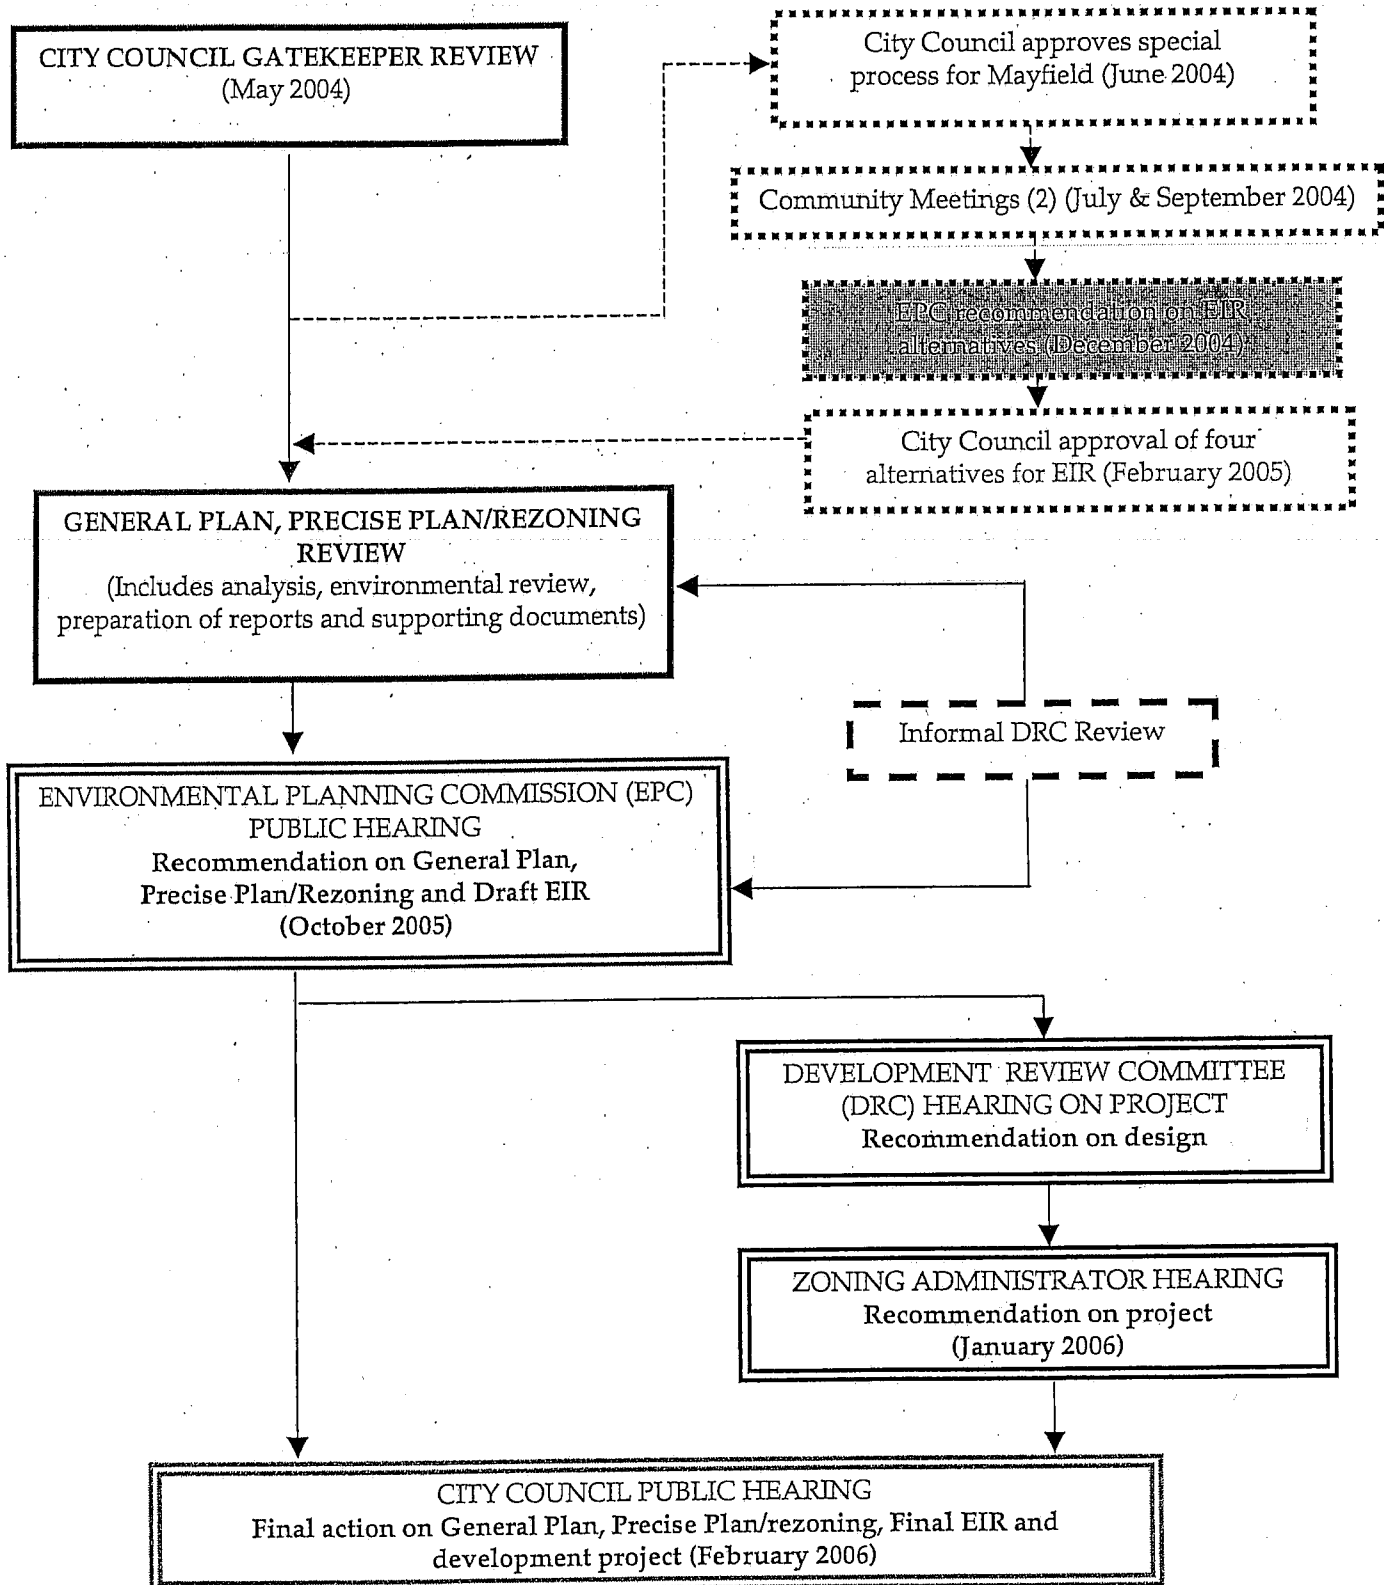 CITY COUNCIL GATEKEEPER REVIEW
(May 2004)
City Council approves special
process for Mayfield (June 2004)
Community Meetings (2) (July & September 2004)
EPC recommendation on EIR
alternatives (December 2004)
City Council approval of four
alternatives for EIR (February 2005)
GENERAL PLAN, PRECISE PLAN/REZONING
REVIEW
(Includes analysis, environmental review,
preparation of reports and supporting documents)
Informal DRC Review
ENVIRONMENTAL PLANNING COMMISSION (EPC)
PUBLIC HEARING
Recommendation on General Plan,
Precise Plan/Rezoning and Draft EIR
(October 2005)
DEVELOPMENT REVIEW COMMITTEE
(DRC) HEARING ON PROJECT
Recommendation on design
ZONING ADMINISTRATOR HEARING
Recommendation on project
(January 2006)
CITY COUNCIL PUBLIC HEARING
Final action on General Plan, Precise Plan/rezoning, Final EIR and
development project (February 2006)